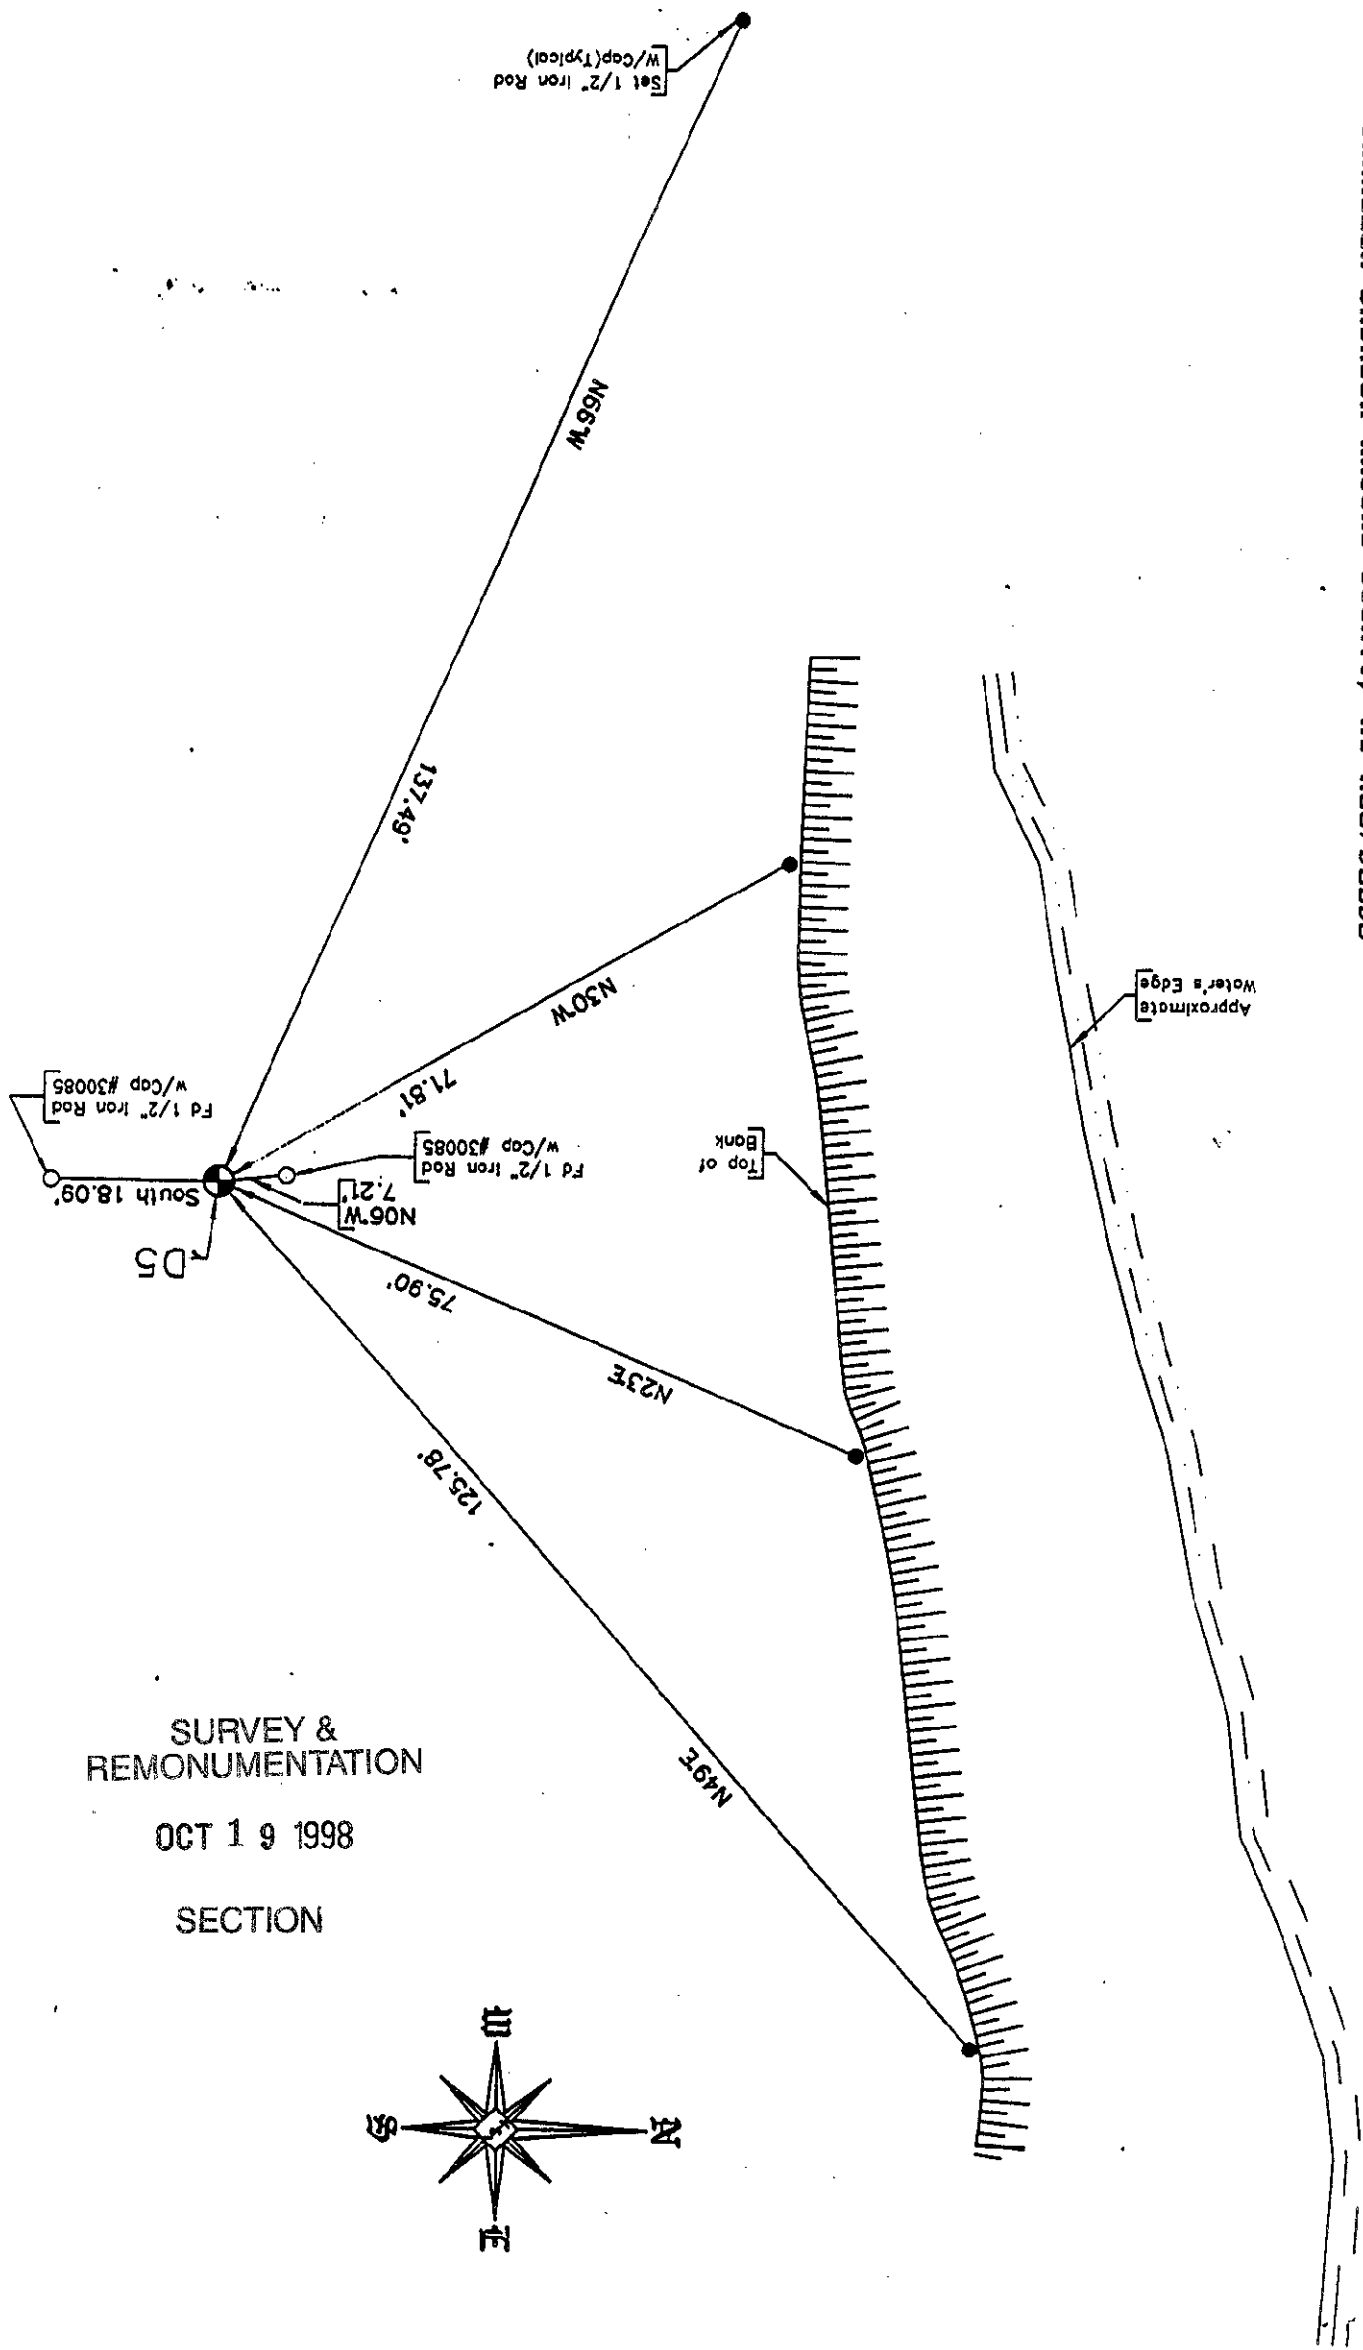 Set 1/2" Iron Rod
W/Cap(Typical)
N66°W
137.49'
N30°W
71.81'
Fd 1/2" Iron Rod
w/Cap #30085
South 18.09'
D5
Fd 1/2" Iron Rod
w/Cap #30085
N06°W
7.21'
75.90'
N23°E
125.78'
N49°E
Top of
Bank
Approximate
Water's Edge
SURVEY &
REMONUMENTATION
OCT 1 9 1998
SECTION
W
S
N
E